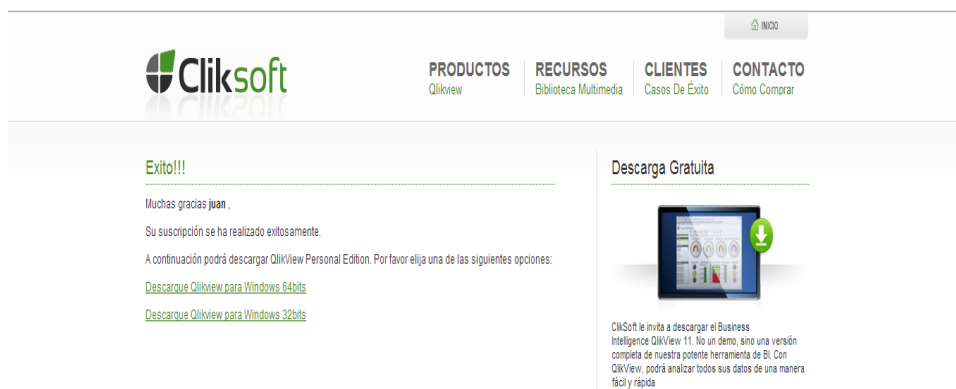 INICIO
Cliksoft
PRODUCTOS
Qlikview
RECURSOS
Biblioteca Multimedia
CLIENTES
Casos De Éxito
CONTACTO
Cómo Comprar
Exito!!!
Muchas gracias juan ,
Su suscripción se ha realizado exitosamente.
A continuación podrá descargar QlikView Personal Edition. Por favor elija una de las siguientes opciones:
Descargue Qlikview para Windows 64bits
Descargue Qlikview para Windows 32bits
Descarga Gratuita
ClikSoft le invita a descargar el Business
Intelligence QlikView 11. No un demo, sino una versión
completa de nuestra potente herramienta de BI. Con
QlikView, podrá analizar todos sus datos de una manera
fácil y rápida